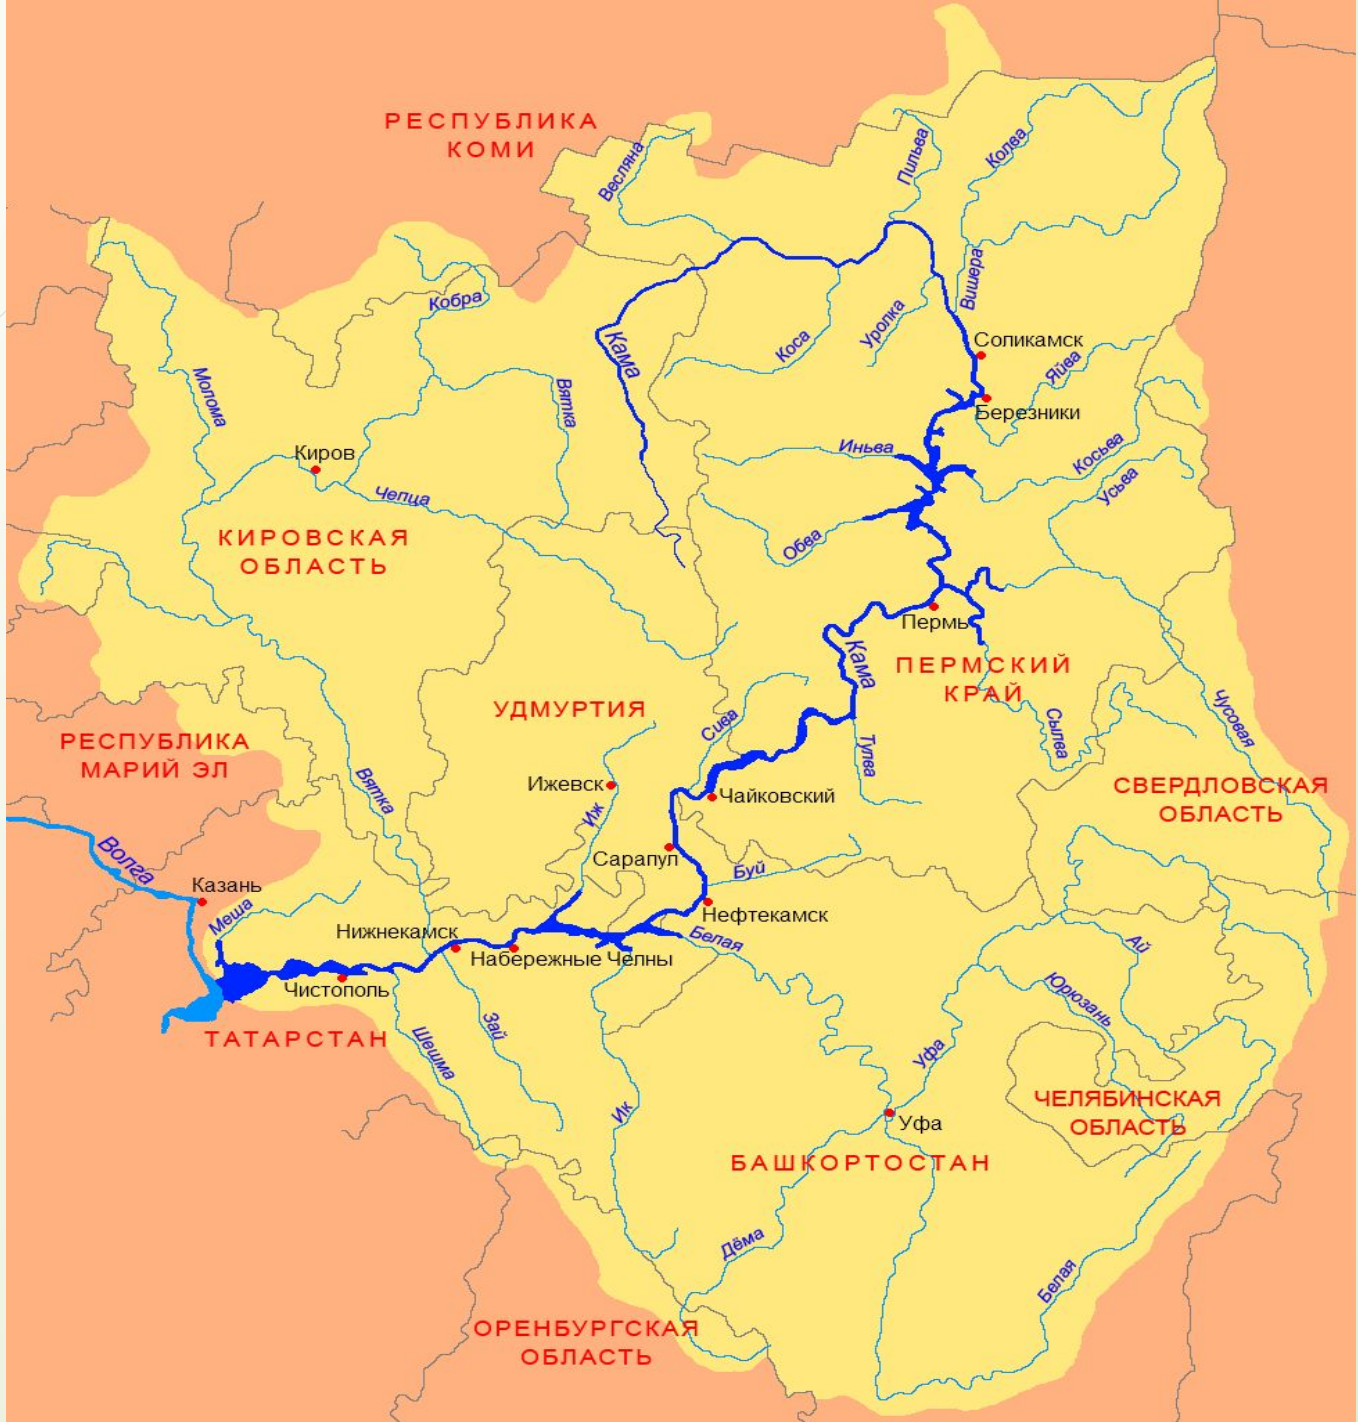 РЕСПУБЛИКА
КОМИ
Весляна
Пильва
Колва
Кобра
Кама
Коса
Уролка
Вишера
Соликамск
Яйва
Березники
Молома
Вятка
Киров
Чепца
Иньва
Косьва
Усьва
КИРОВСКАЯ
ОБЛАСТЬ
Обва
Пермь
Кама
ПЕРМСКИЙ
КРАЙ
УДМУРТИЯ
Сива
Тулва
Сылва
Чусовая
РЕСПУБЛИКА
МАРИЙ ЭЛ
Вятка
Ижевск
Иж
Чайковский
СВЕРДЛОВСКАЯ
ОБЛАСТЬ
Волга
Сарапул
Буй
Казань
Меша
Нефтекамск
Нижнекамск
Набережные Челны
Белая
Ай
Чистополь
Юрюзань
ТАТАРСТАН
Шешма
Зай
Уфа
Ик
ЧЕЛЯБИНСКАЯ
ОБЛАСТЬ
Уфа
БАШКОРТОСТАН
Дёма
Белая
ОРЕНБУРГСКАЯ
ОБЛАСТЬ